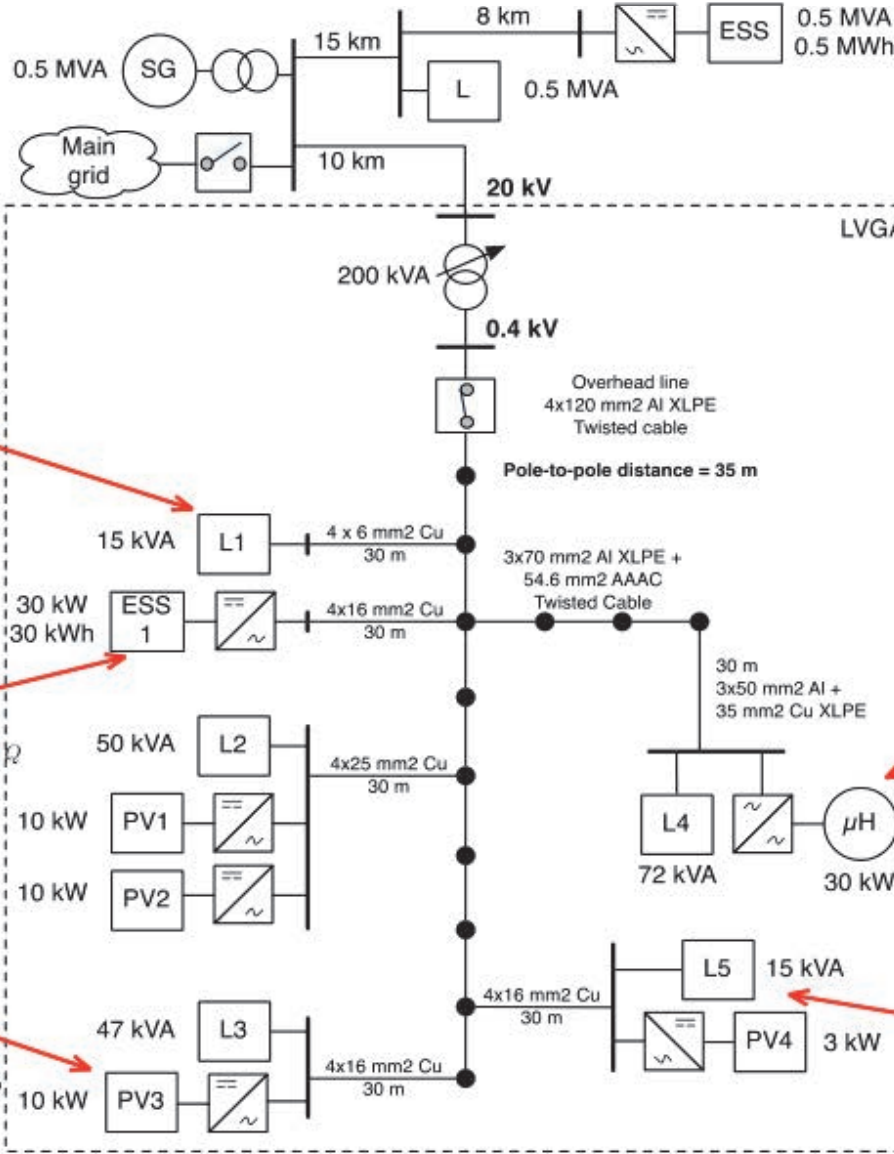 8 km
0.5 MVA
0.5 MWh
ESS
15 km
0.5 MVA
SG
L
0.5 MVA
Main
grid
10 km
20 kV
LVGA
200 kVA
0.4 kV
Overhead line
4x120 mm2 Al XLPE
Twisted cable
Pole-to-pole distance = 35 m
15 kVA
L1
4 x 6 mm2 Cu
30 m
3x70 mm2 Al XLPE +
54.6 mm2 AAAC
Twisted Cable
30 kW
30 kWh
ESS
1
4x16 mm2 Cu
30 m
30 m
3x50 mm2 Al +
35 mm2 Cu XLPE
50 kVA
L2
4x25 mm2 Cu
30 m
10 kW
PV1
10 kW
PV2
L4
72 kVA
µH
30 kW
47 kVA
L3
4x16 mm2 Cu
30 m
10 kW
PV3
4x16 mm2 Cu
30 m
L5
15 kVA
PV4
3 kW